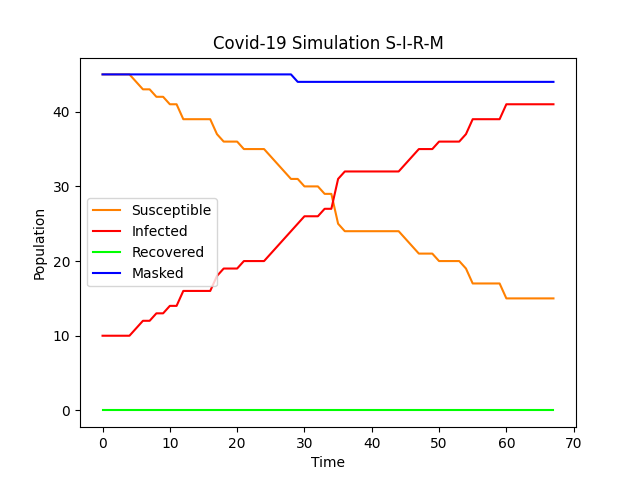 Covid-19 Simulation S-I-R-M
Population
40
30
20
10
0
Susceptible
Infected
Recovered
Masked
0 10 20 30 40 50 60 70
Time